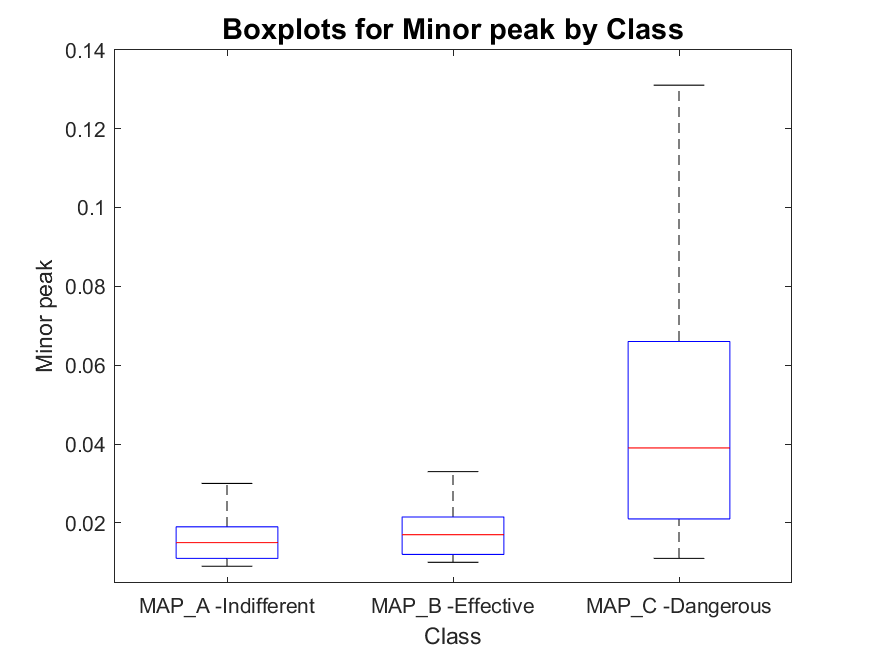 Boxplots for Minor peak by Class
0.14
0.12
0.1
0.08
0.06
0.04
0.02
Minor peak
MAP_A -Indifferent
MAP_B -Effective
MAP_C -Dangerous
Class